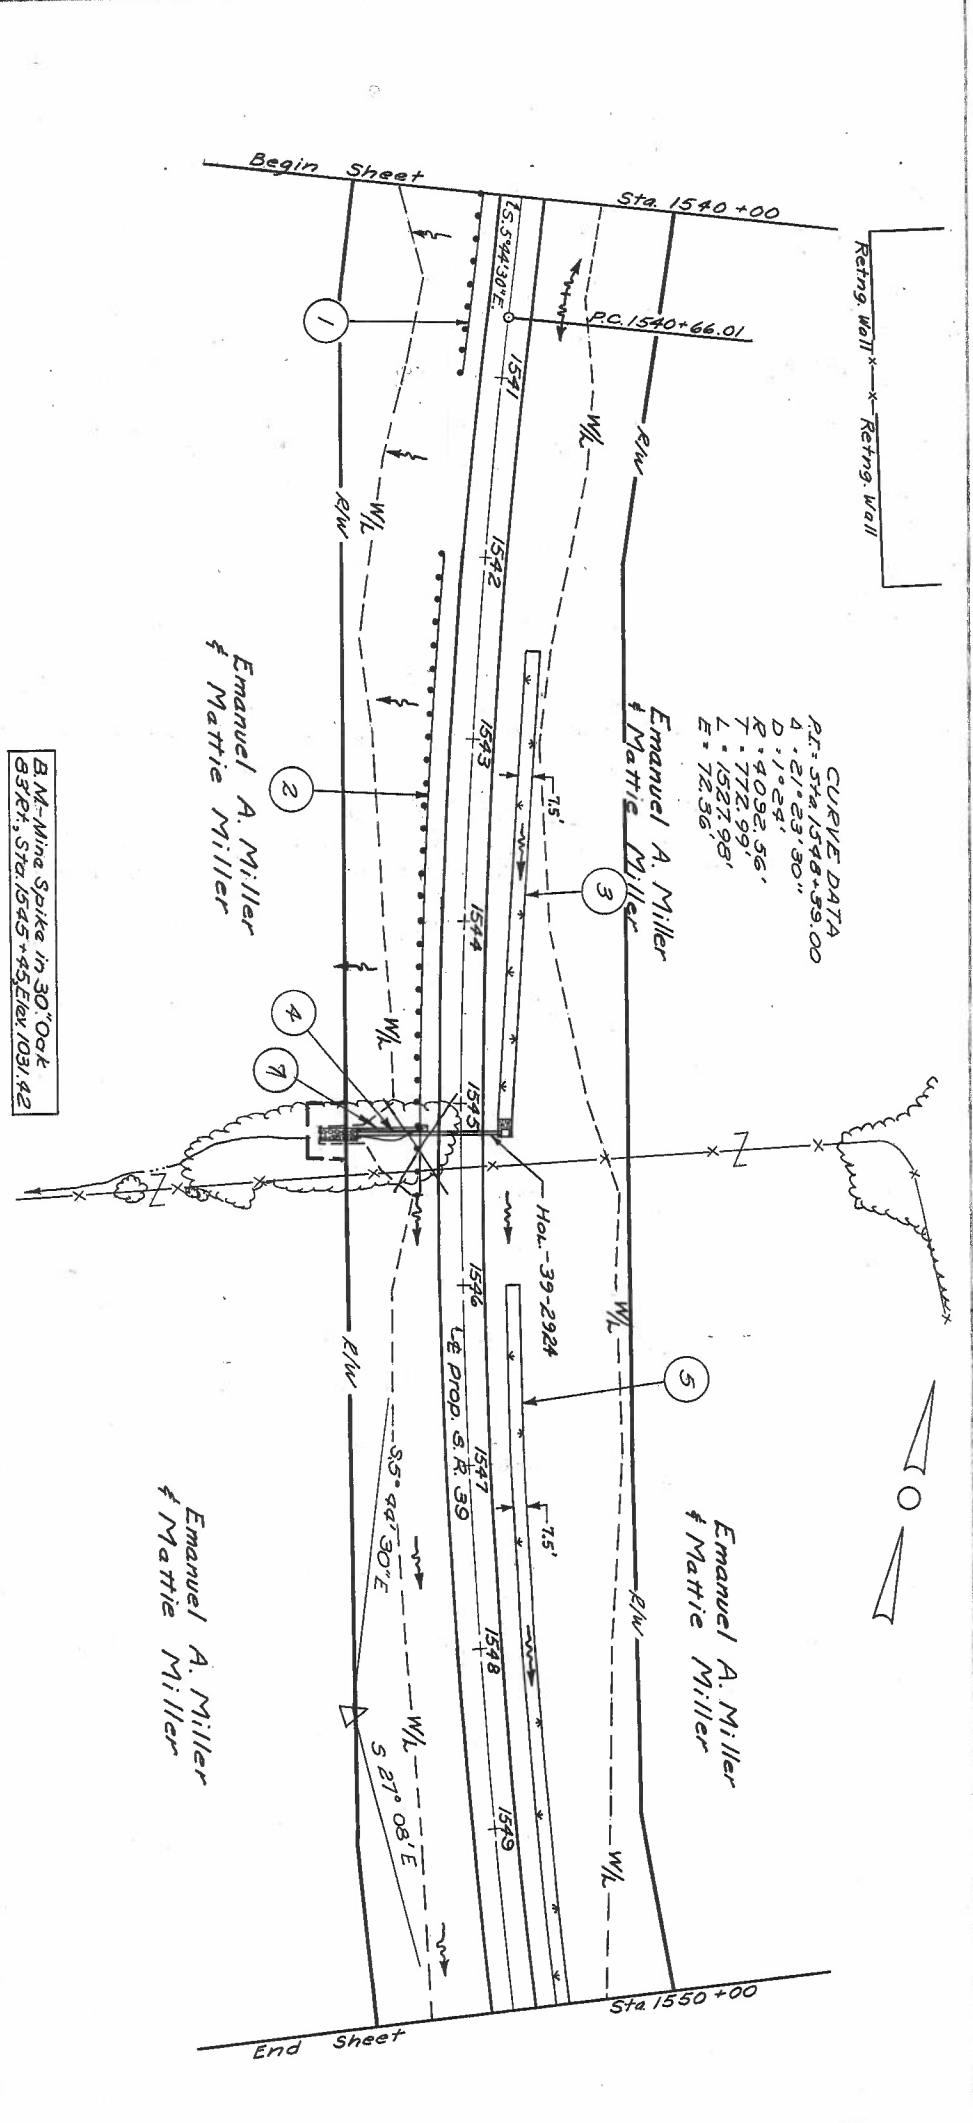 Begin Sheet
Sta. 1540 +00
Retng. Wall
Retng. Wall
S. 5°44'30"E.
P.C. 1540+66.01
1
1541
W/L
R/W
R/W
W/L
1542
CURVE DATA
P.I. = Sta. 1548+39.00
Δ = 21° 23' 30"
D = 1° 24'
R = 4092.56'
T = 772.99'
L = 1527.98'
E = 72.36'
Emanuel A. Miller
& Mattie Miller
Emanuel A. Miller
& Mattie Miller
1543
2
7.5'
3
1544
B.M.-Mine Spike in 30" Oak
83' Rt., Sta. 1545+45, Elev. 1031.42
4
7
W/L
1545
HOL.-39-2924
1546
W/L
R/W
℄ Prop. S.R. 39
5
1547
7.5'
S.5° 44' 30"E
Emanuel A. Miller
& Mattie Miller
Emanuel A. Miller
& Mattie Miller
R/W
1548
W/L
S 27° 08' E
1549
W/L
Sta. 1550 +00
End Sheet